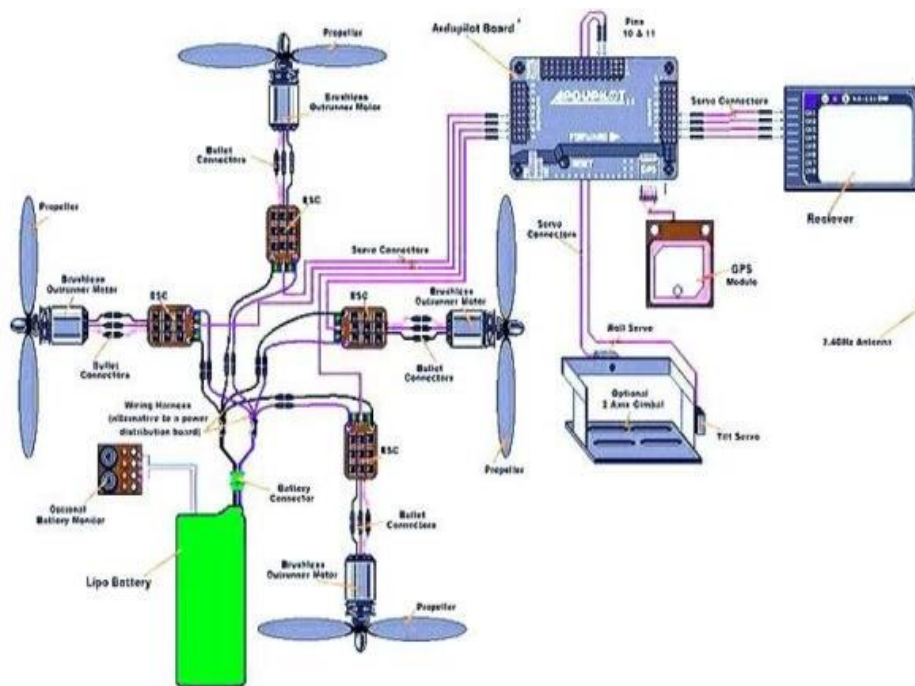 Propeller
Ardupilot Board
Pins
10 & 11
Brushless
Outrunner Motor
Servo Connectors
Bullet
Connectors
ESC
Reciever
Propeller
Servo Connectors
Servo
Connectors
GPS
GPS
Module
Brushless
Outrunner Motor
ESC
ESC
Brushless
Outrunner Motor
Roll Servo
2.4GHz Antenna
Bullet
Connectors
Bullet
Connectors
Optional
2 Axis Gimbal
Tilt Servo
Wiring Harness
(alternative to a power
distribution board)
ESC
Propeller
Optional
Battery Monitor
Battery
Connector
Bullet
Connectors
Lipo Battery
Brushless
Outrunner Motor
Propeller